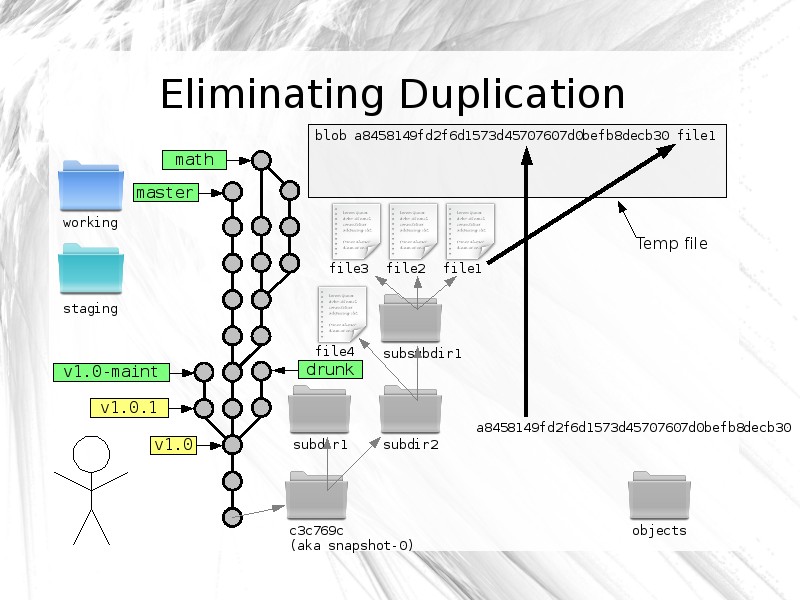 Eliminating Duplication
blob a8458149fd2f6d1573d45707607d0befb8decb30 file1
math
master
working
Temp file
file3 file2 file1
staging
file4
subsubdir1
v1.0-maint
drunk
v1.0.1
a8458149fd2f6d1573d45707607d0befb8decb30
v1.0
subdir1
subdir2
c3c769c
(aka snapshot-0)
objects